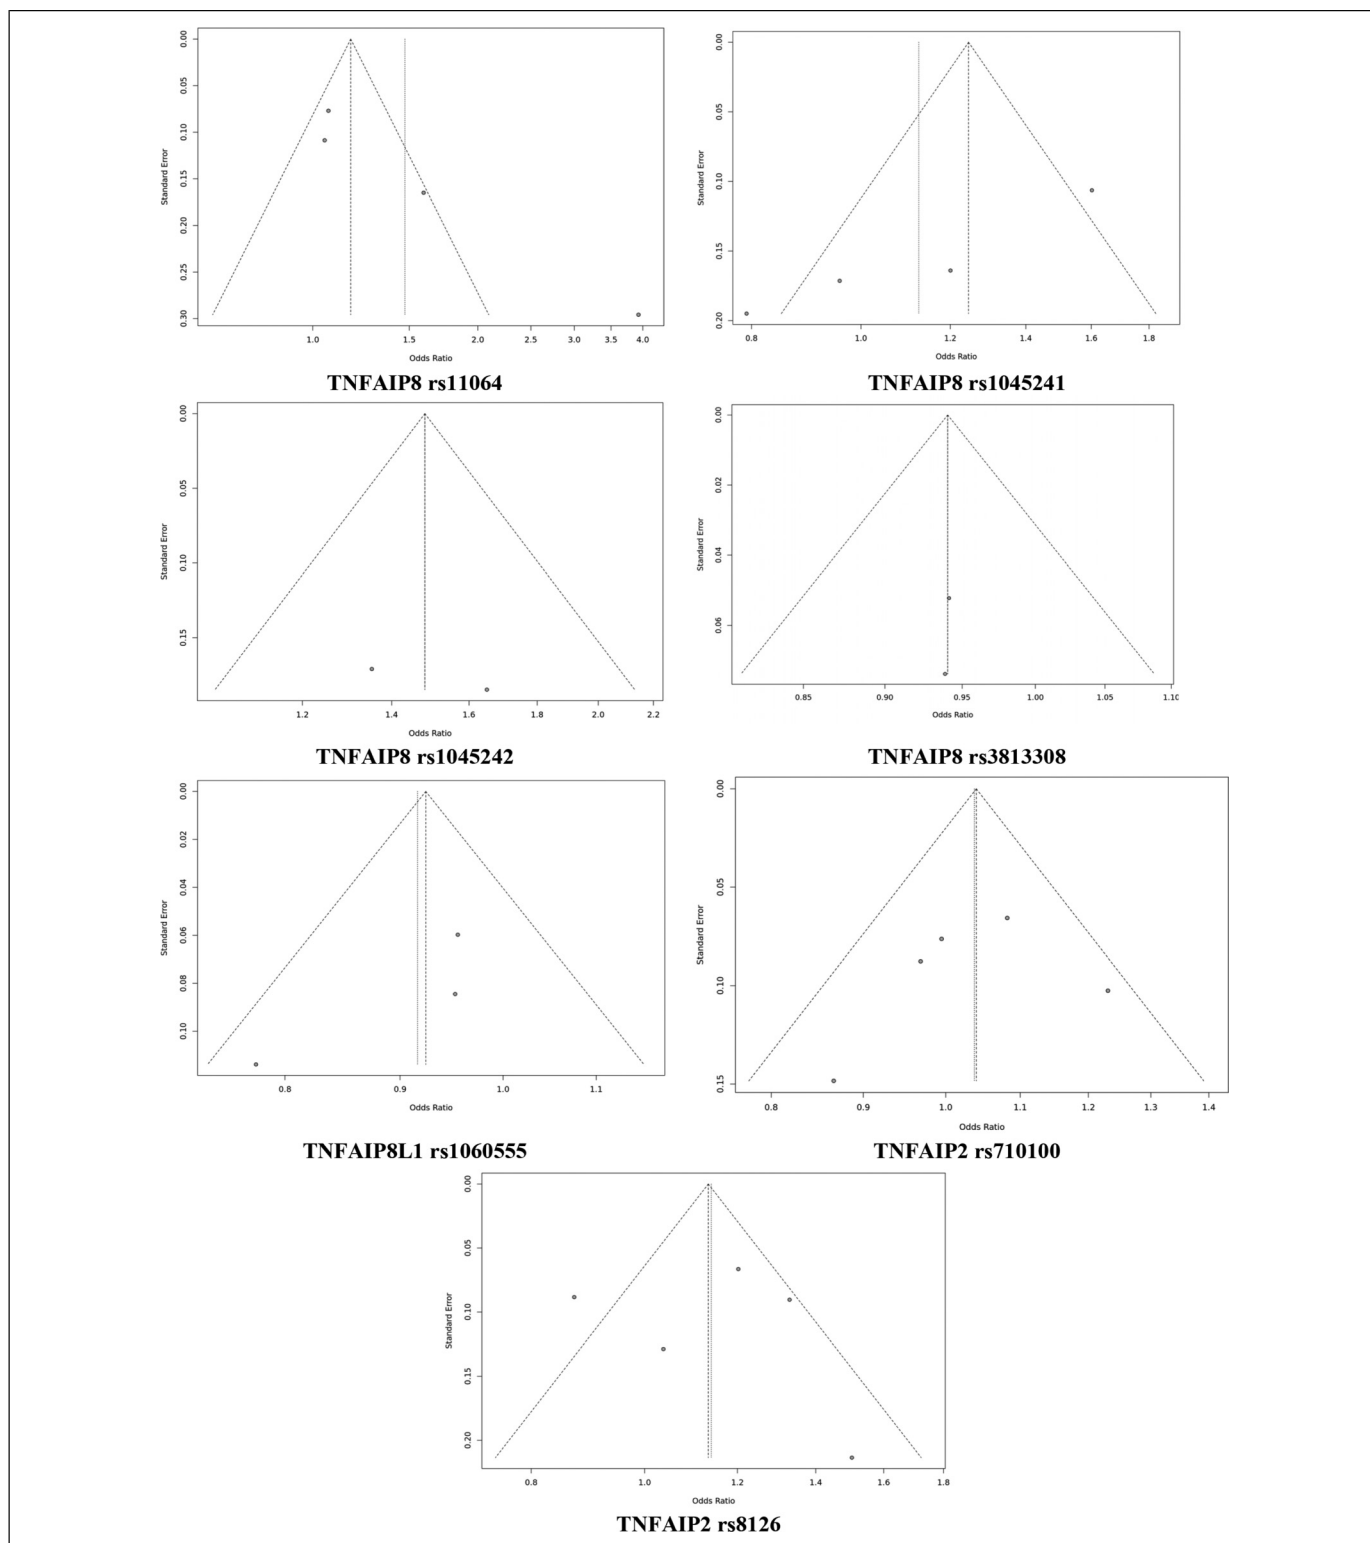 0.00
0.05
0.10
0.15
0.20
0.25
0.30
Standard Error
1.0 1.5 2.0 2.5 3.0 3.5 4.0
Odds Ratio
TNFAIP8 rs11064
0.00
0.05
0.10
0.15
0.20
Standard Error
0.8 1.0 1.2 1.4 1.6 1.8
Odds Ratio
TNFAIP8 rs1045241
0.00
0.05
0.10
0.15
Standard Error
1.2 1.4 1.6 1.8 2.0 2.2
Odds Ratio
TNFAIP8 rs1045242
0.00
0.02
0.04
0.06
Standard Error
0.85 0.90 0.95 1.00 1.05 1.10
Odds Ratio
TNFAIP8 rs3813308
0.00
0.02
0.04
0.06
0.08
0.10
Standard Error
0.8 0.9 1.0 1.1
Odds Ratio
TNFAIP8L1 rs1060555
0.00
0.05
0.10
0.15
Standard Error
0.8 0.9 1.0 1.1 1.2 1.3 1.4
Odds Ratio
TNFAIP2 rs710100
0.00
0.05
0.10
0.15
0.20
Standard Error
0.8 1.0 1.2 1.4 1.6 1.8
Odds Ratio
TNFAIP2 rs8126